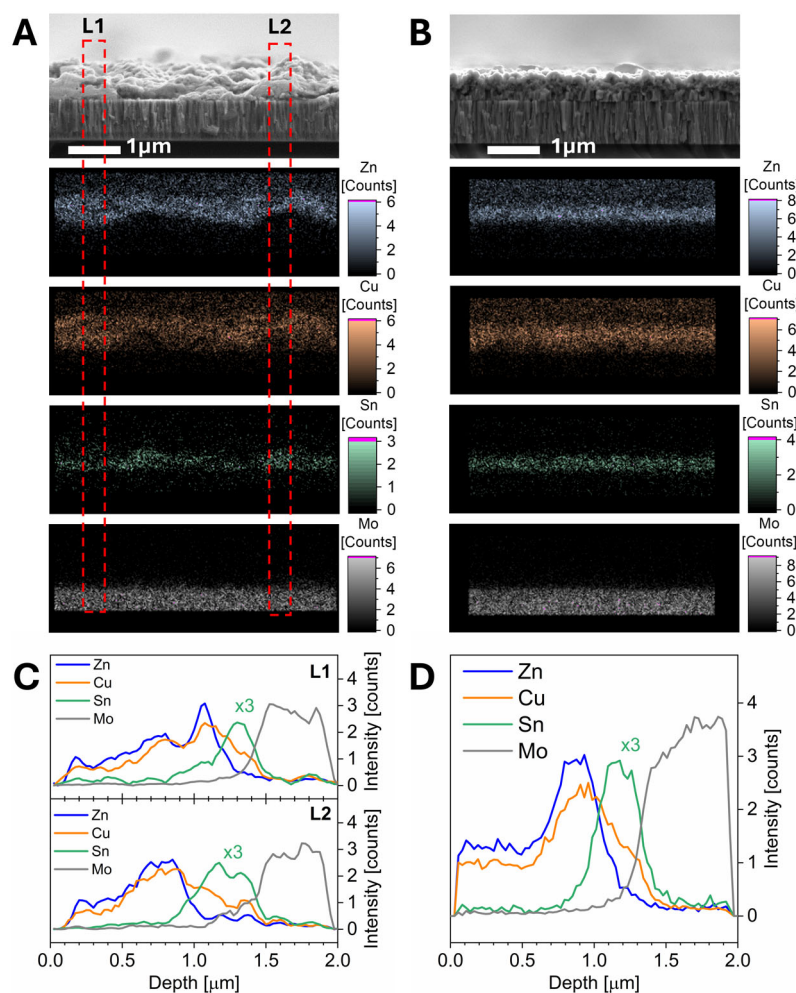 A
L1
L2
1µm
B
1µm
Zn
[Counts]
6
4
2
0
Zn
[Counts]
8
6
4
2
0
Cu
[Counts]
6
4
2
0
Cu
[Counts]
6
4
2
0
Sn
[Counts]
3
2
1
0
Sn
[Counts]
4
2
0
Mo
[Counts]
6
4
2
0
Mo
[Counts]
8
6
4
2
0
C
Zn
Cu
Sn
Mo
x3
L1
4
3
2
1
0
Intensity [counts]
Zn
Cu
Sn
Mo
x3
L2
4
3
2
1
0
Intensity [counts]
0.0 0.5 1.0 1.5 2.0
Depth [µm]
D
Zn
Cu
Sn
Mo
x3
4
3
2
1
0
Intensity [counts]
0.0 0.5 1.0 1.5 2.0
Depth [µm]